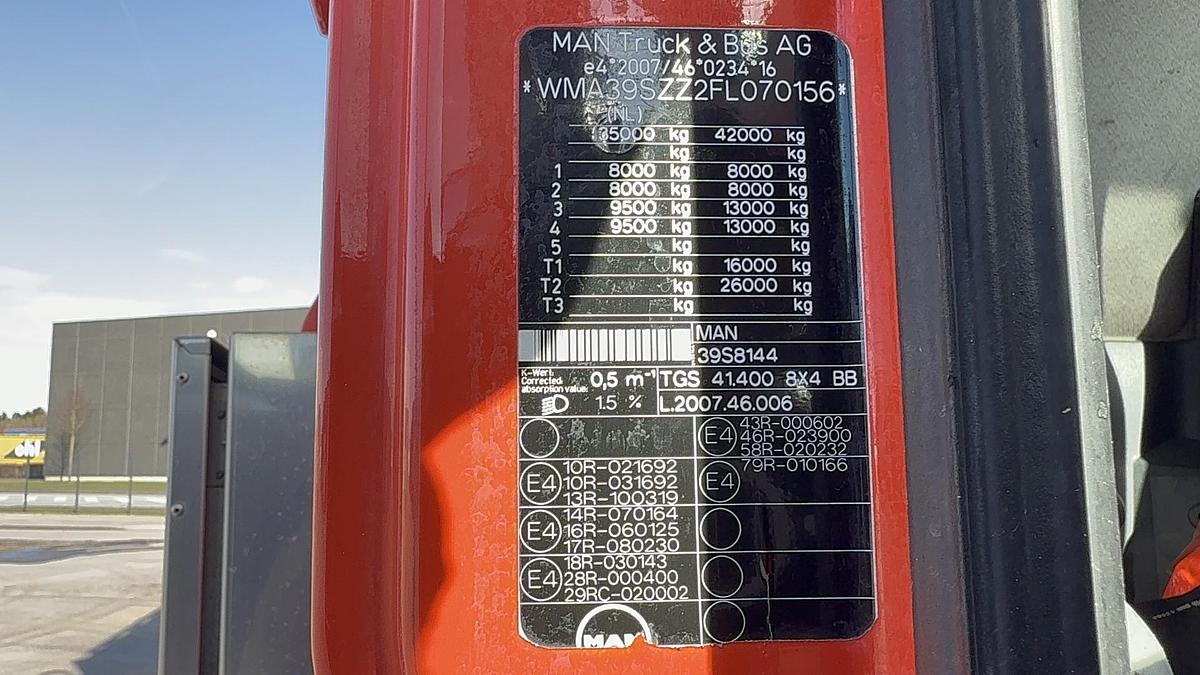 MAN Truck & Bus AG
e4*2007/46*0234*16
*WMA39SZZ2FL070156*
(NL)
35000 kg 42000 kg
kg kg
1 8000 kg 8000 kg
2 8000 kg 8000 kg
3 9500 kg 13000 kg
4 9500 kg 13000 kg
5 kg kg
T1 kg 16000 kg
T2 kg 26000 kg
T3 kg kg
MAN
39S8144
K-Wert:
Corrected
absorption value:
0,5 m⁻¹
TGS 41.400 8X4 BB
1.5 %
L.2007.46.006
E4
43R-000602
46R-023900
58R-020232
E4
10R-021692
10R-031692
13R-100319
E4
79R-010166
E4
14R-070164
16R-060125
17R-080230
E4
18R-030143
28R-000400
29RC-020002
MAN
oh!